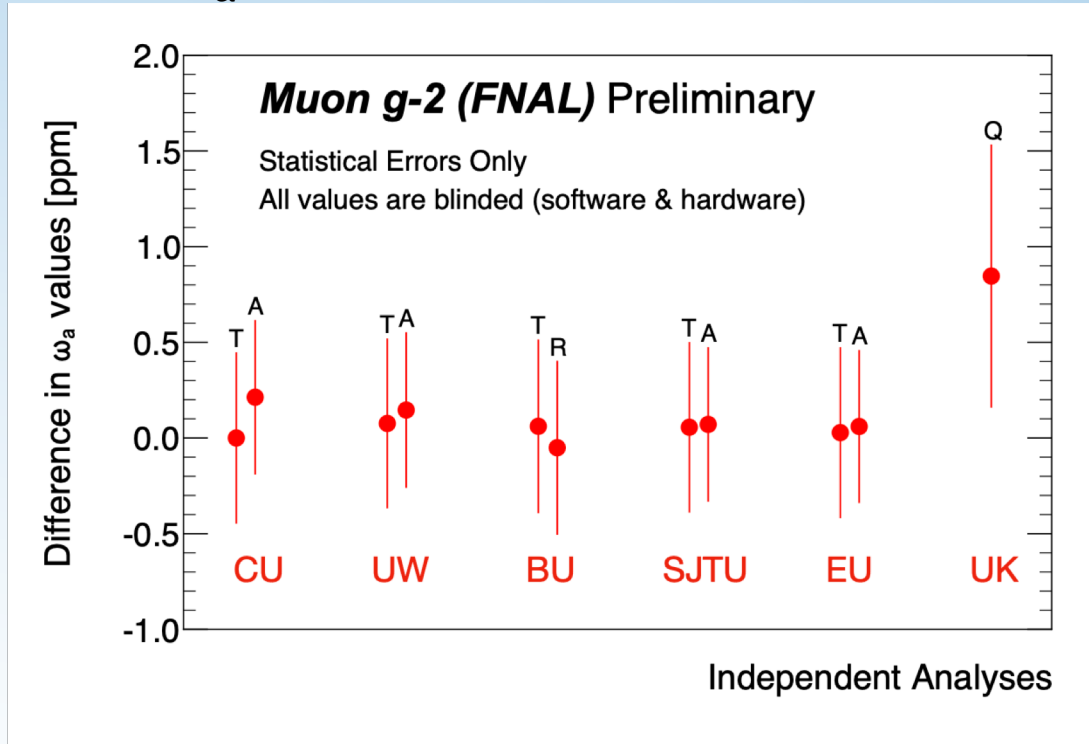 2.0
1.5
1.0
0.5
0.0
-0.5
-1.0
Difference in ωa values [ppm]
Muon g-2 (FNAL) Preliminary
Statistical Errors Only
All values are blinded (software & hardware)
T A
T A
T R
T A
T A
Q
CU UW BU SJTU EU UK
Independent Analyses